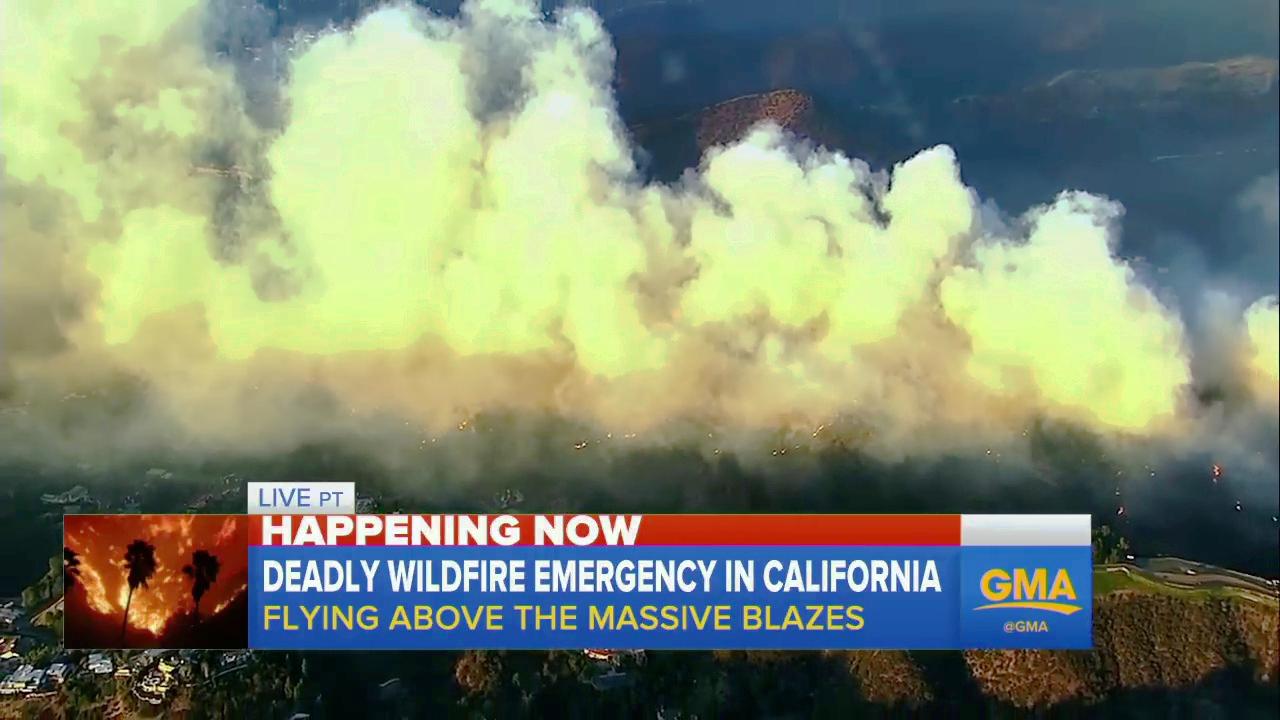 LIVE PT
HAPPENING NOW
DEADLY WILDFIRE EMERGENCY IN CALIFORNIA
FLYING ABOVE THE MASSIVE BLAZES
GMA
@GMA